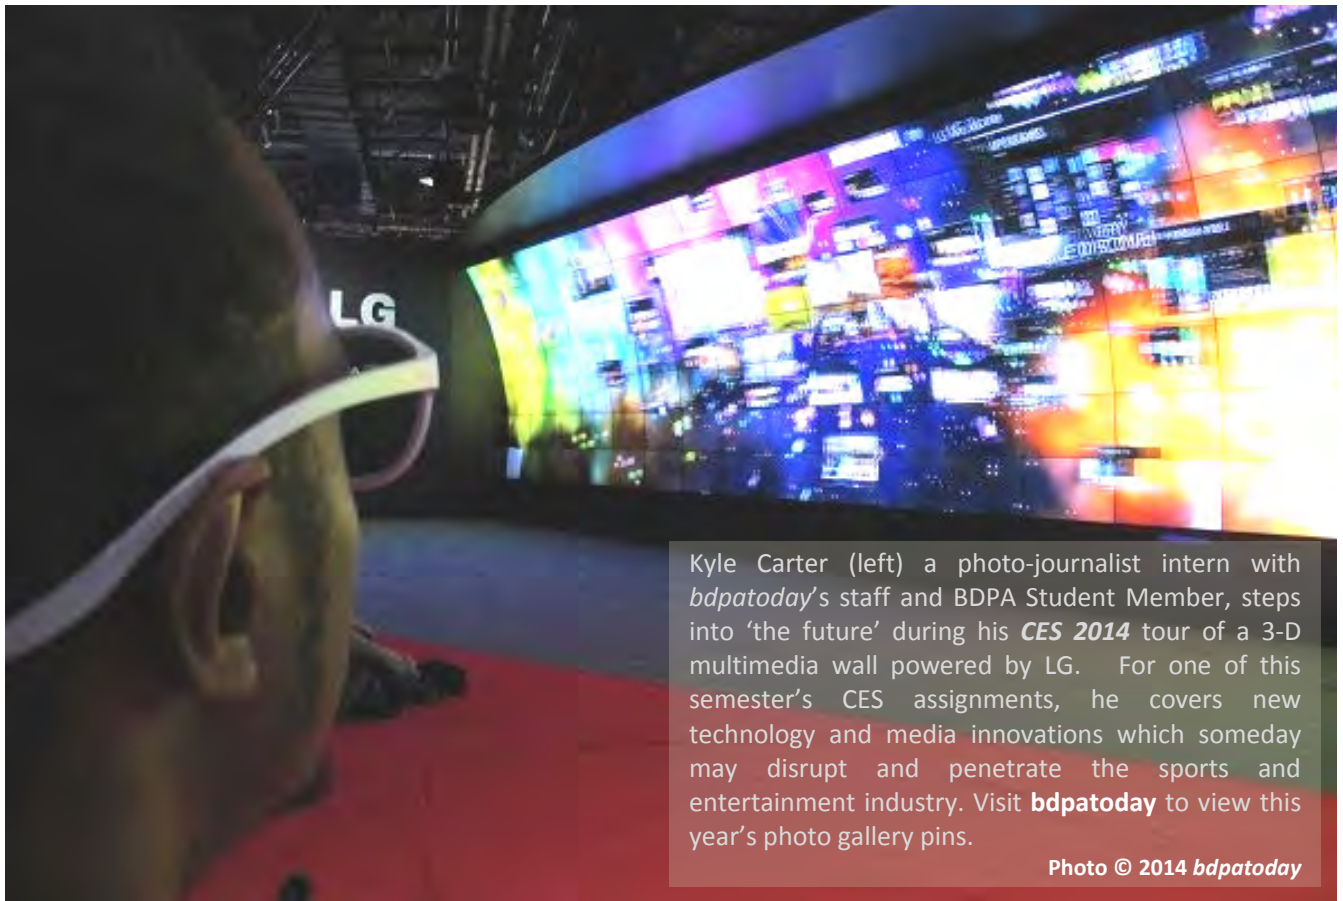 LG
Kyle Carter (left) a photo-journalist intern with
bdpatoday's staff and BDPA Student Member, steps
into ‘the future’ during his CES 2014 tour of a 3-D
multimedia wall powered by LG. For one of this
semester's CES assignments, he covers new
technology and media innovations which someday
may disrupt and penetrate the sports and
entertainment industry. Visit bdpatoday to view this
year's photo gallery pins.
Photo © 2014 bdpatoday